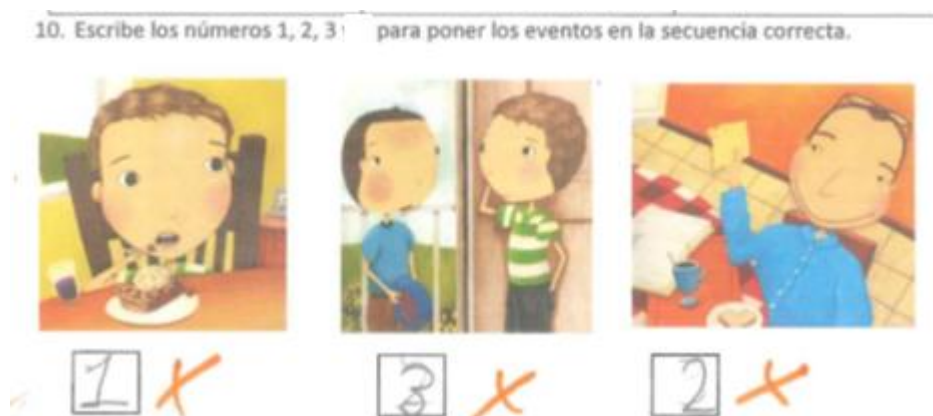 10. Escribe los números 1, 2, 3 para poner los eventos en la secuencia correcta.
1 3 2